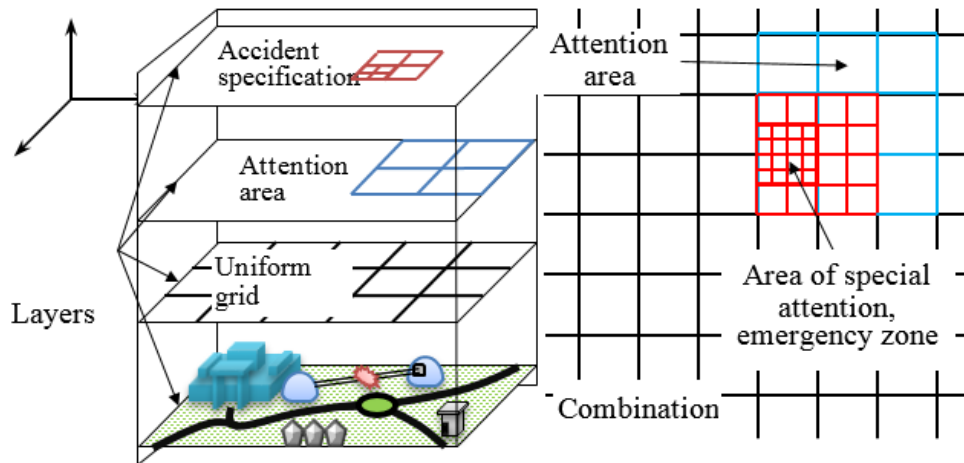 Accident
specification
Attention
area
Uniform
grid
Layers
Attention
area
Area of special
attention,
emergency zone
Combination